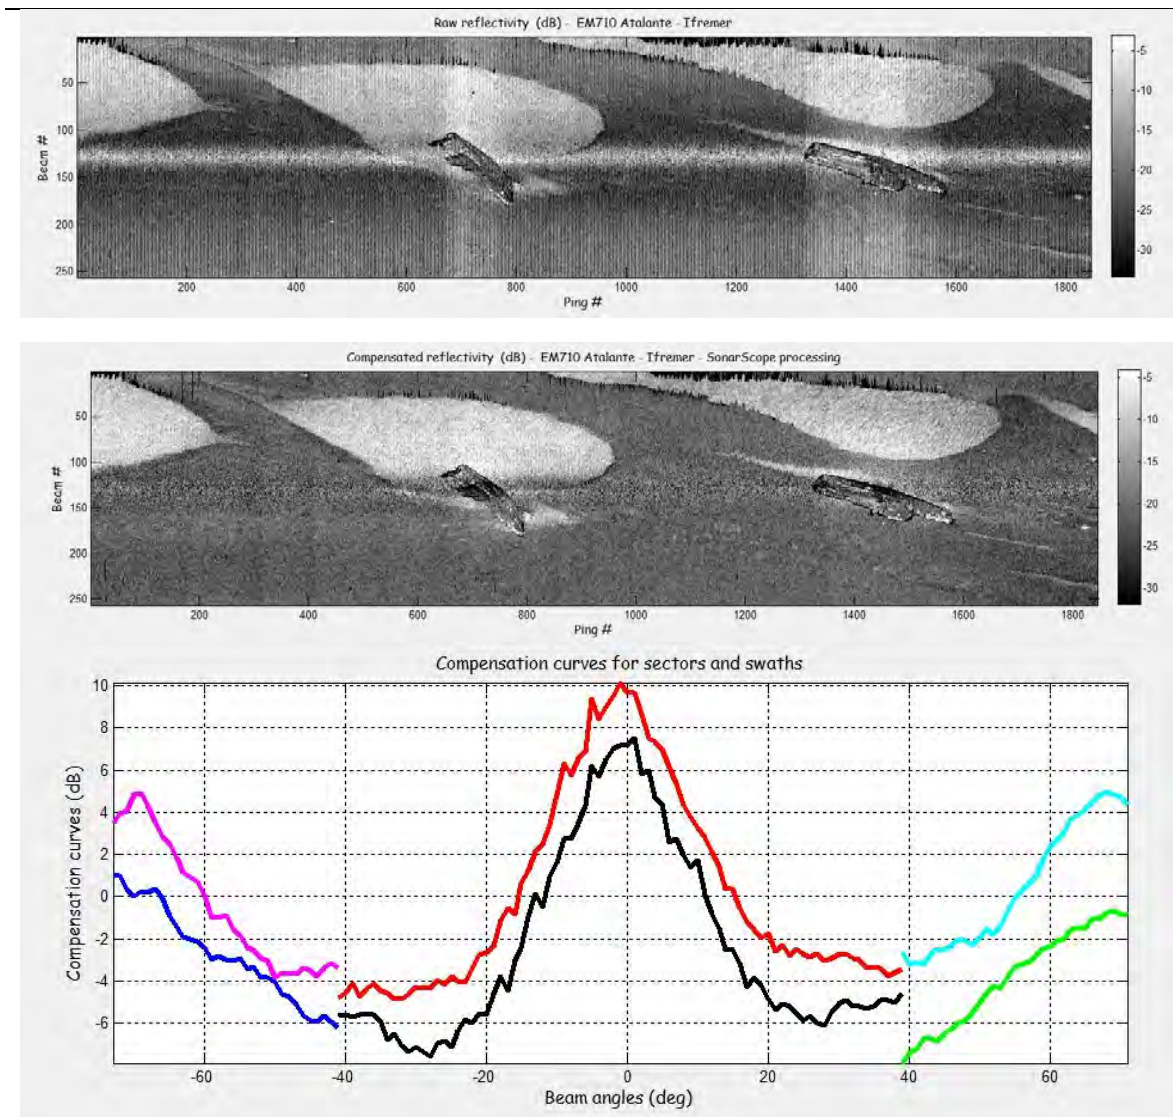 Raw reflectivity (dB) - EM710 Atalante - Ifremer
-5
50
-10
100
-15
Beam #
150
-20
200
-25
250
-30
200 400 600 800 1000 1200 1400 1600 1800
Ping #
Compensated reflectivity (dB) - EM710 Atalante - Ifremer - SonarScope processing
-5
50
-10
100
-15
Beam #
150
-20
200
-25
250
-30
200 400 600 800 1000 1200 1400 1600 1800
Ping #
Compensation curves for sectors and swaths
10
8
6
4
2
0
-2
-4
-6
Compensation curves (dB)
-60 -40 -20 0 20 40 60
Beam angles (deg)